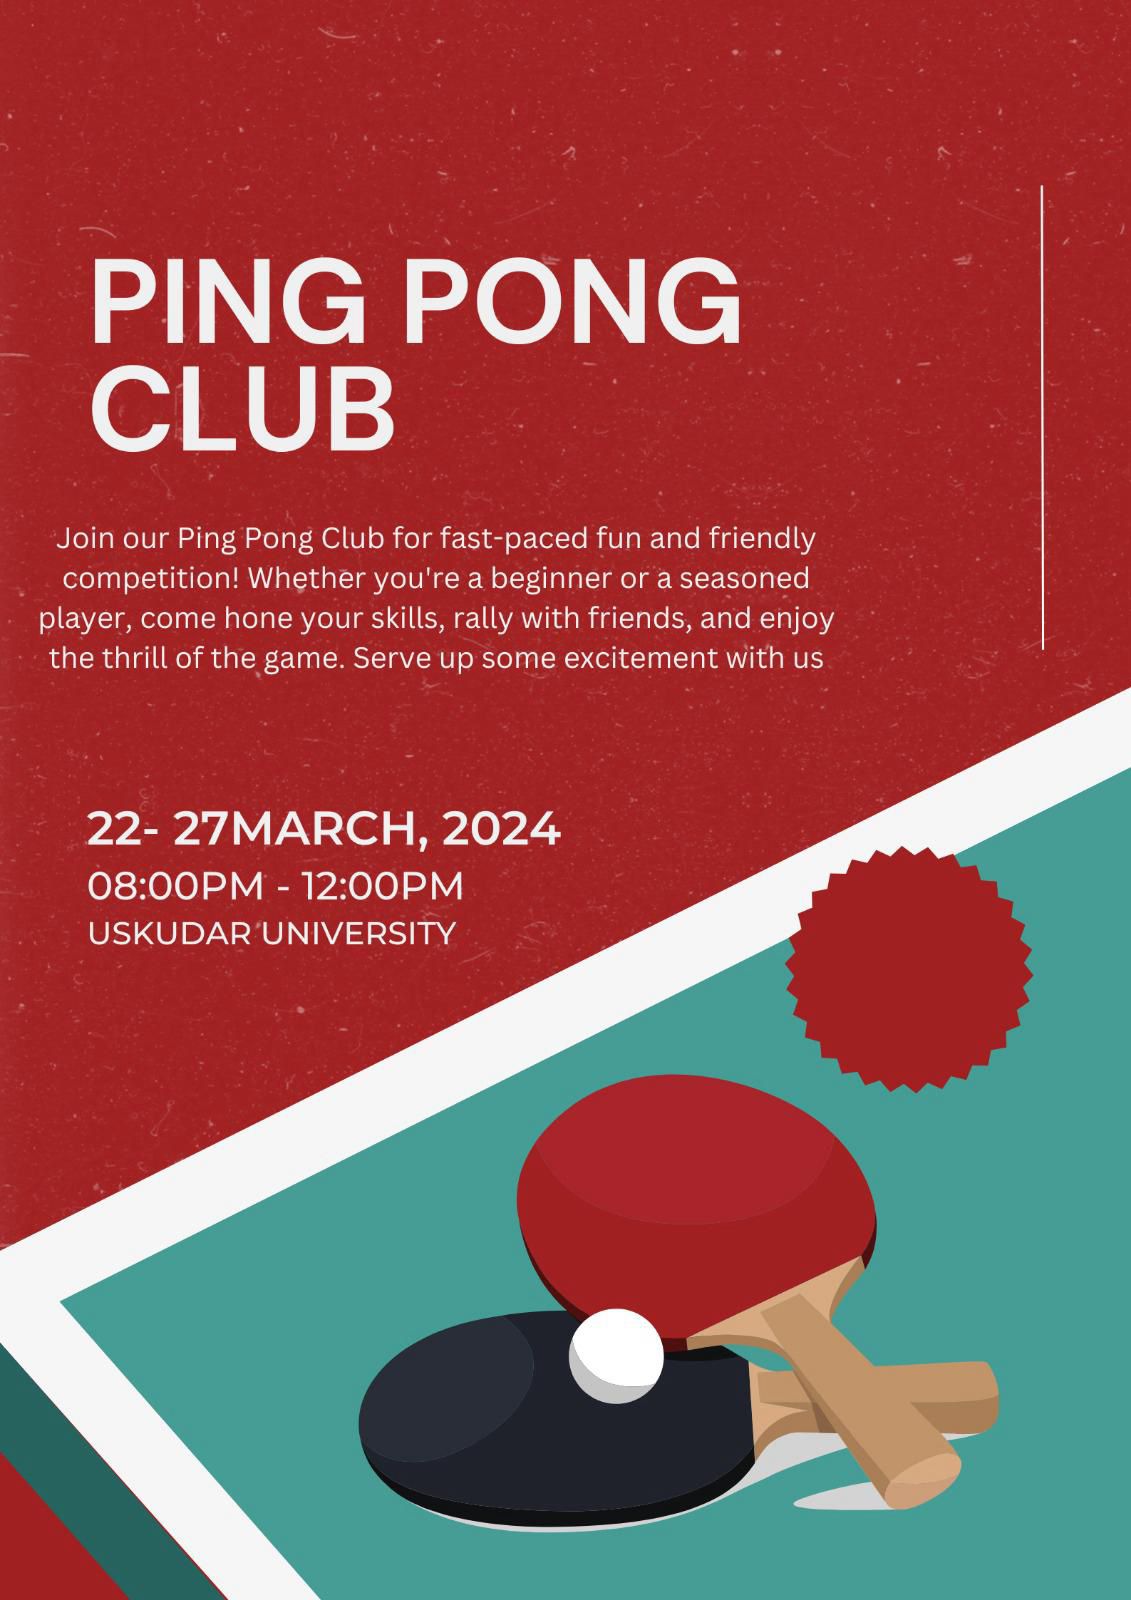 PING PONG
CLUB
Join our Ping Pong Club for fast-paced fun and friendly
competition! Whether you're a beginner or a seasoned
player, come hone your skills, rally with friends, and enjoy
the thrill of the game. Serve up some excitement with us
22- 27MARCH, 2024
08:00PM - 12:00PM
USKUDAR UNIVERSITY